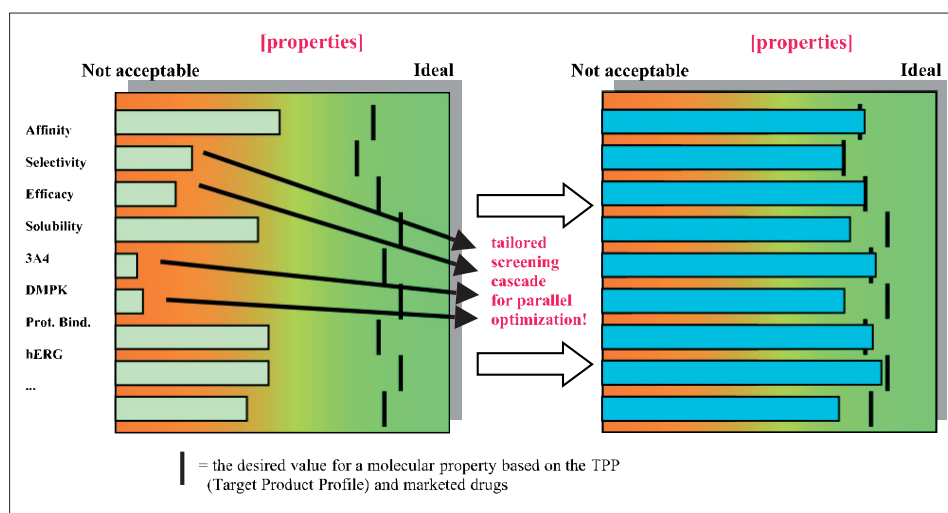 [properties]
Not acceptable
Ideal
Affinity
Selectivity
Efficacy
Solubility
3A4
DMPK
Prot. Bind.
hERG
...
tailored
screening
cascade
for parallel
optimization!
[properties]
Not acceptable
Ideal
= the desired value for a molecular property based on the TPP
(Target Product Profile) and marketed drugs